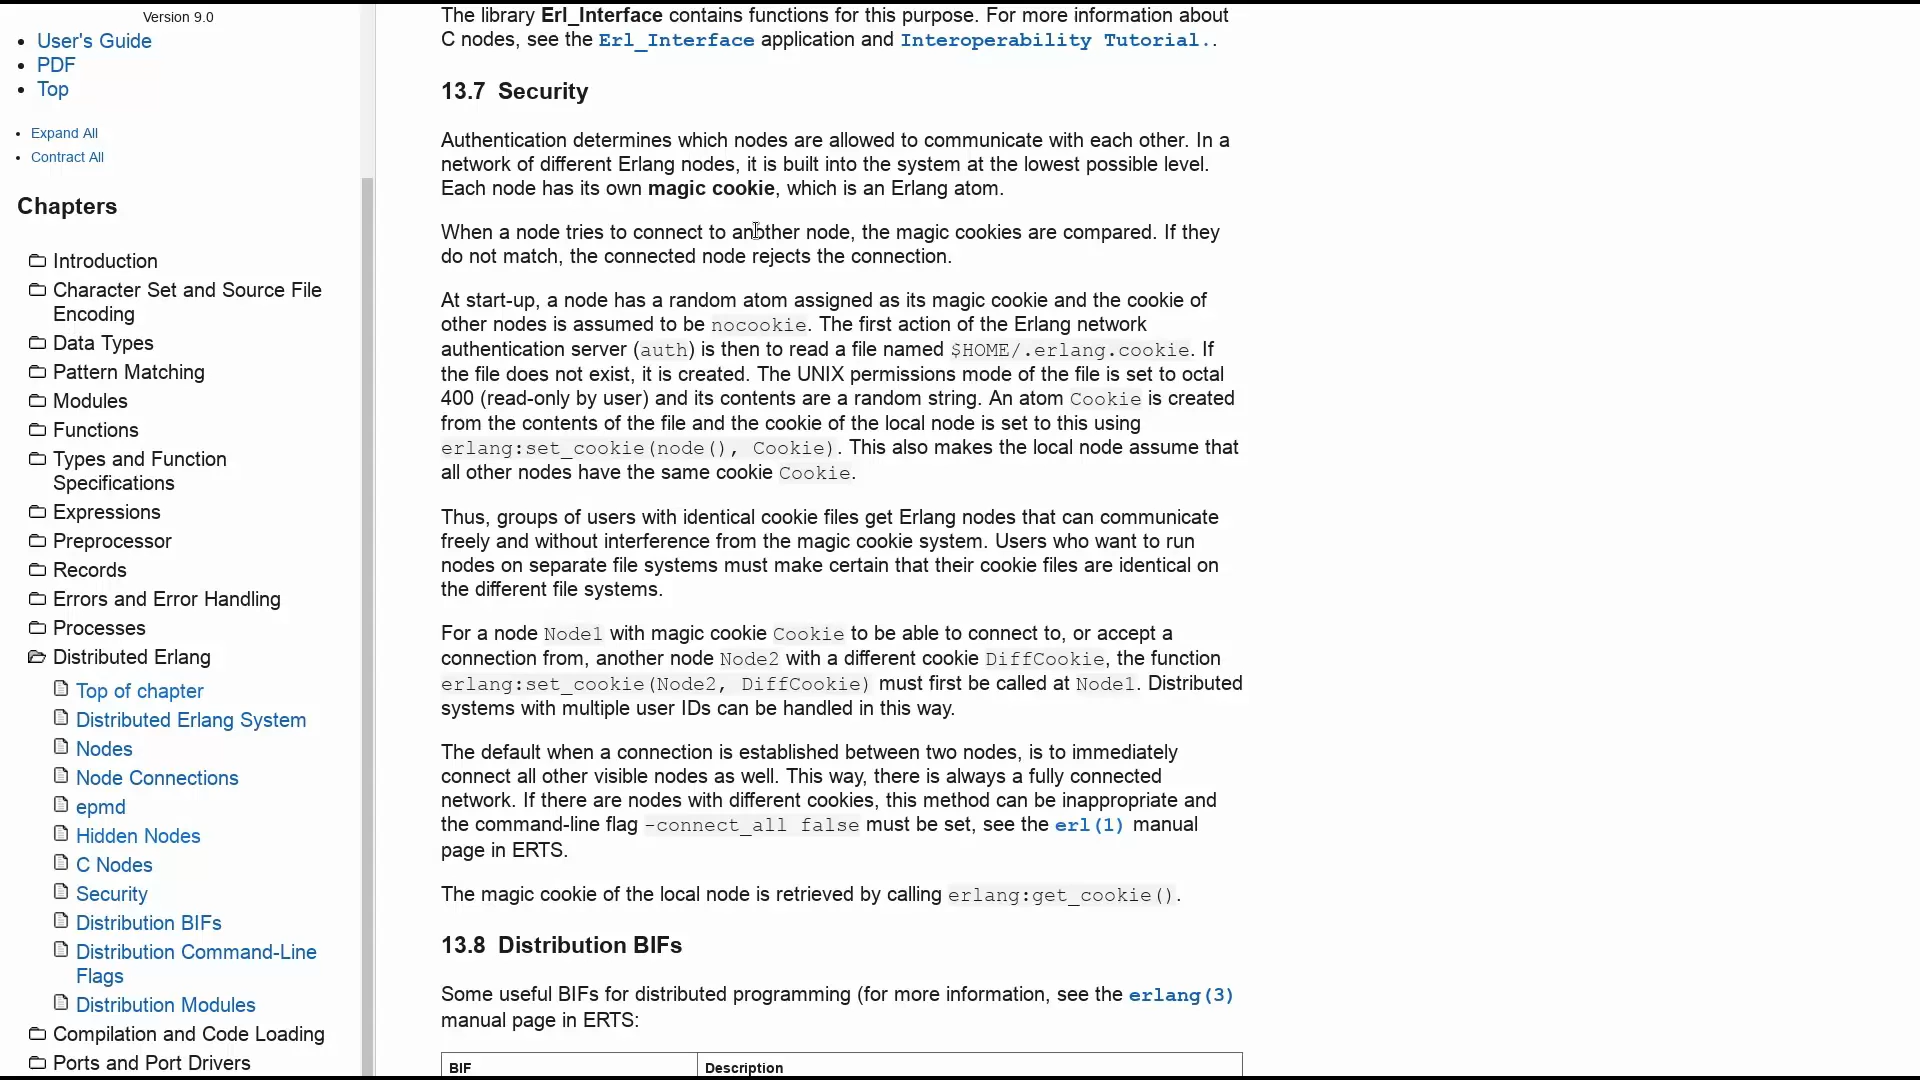 Version 9.0
User's Guide
PDF
Top
Expand All
Contract All
Chapters
Introduction
Character Set and Source File
Encoding
Data Types
Pattern Matching
Modules
Functions
Types and Function
Specifications
Expressions
Preprocessor
Records
Errors and Error Handling
Processes
Distributed Erlang
Top of chapter
Distributed Erlang System
Nodes
Node Connections
epmd
Hidden Nodes
C Nodes
Security
Distribution BIFs
Distribution Command-Line
Flags
Distribution Modules
Compilation and Code Loading
Ports and Port Drivers
The library Erl_Interface contains functions for this purpose. For more information about
C nodes, see the Erl_Interface application and Interoperability Tutorial..
13.7 Security
Authentication determines which nodes are allowed to communicate with each other. In a
network of different Erlang nodes, it is built into the system at the lowest possible level.
Each node has its own magic cookie, which is an Erlang atom.
When a node tries to connect to another node, the magic cookies are compared. If they
do not match, the connected node rejects the connection.
At start-up, a node has a random atom assigned as its magic cookie and the cookie of
other nodes is assumed to be nocookie. The first action of the Erlang network
authentication server (auth) is then to read a file named $HOME/.erlang.cookie. If
the file does not exist, it is created. The UNIX permissions mode of the file is set to octal
400 (read-only by user) and its contents are a random string. An atom Cookie is created
from the contents of the file and the cookie of the local node is set to this using
erlang:set_cookie(node(), Cookie). This also makes the local node assume that
all other nodes have the same cookie Cookie.
Thus, groups of users with identical cookie files get Erlang nodes that can communicate
freely and without interference from the magic cookie system. Users who want to run
nodes on separate file systems must make certain that their cookie files are identical on
the different file systems.
For a node Node1 with magic cookie Cookie to be able to connect to, or accept a
connection from, another node Node2 with a different cookie DiffCookie, the function
erlang:set_cookie(Node2, DiffCookie) must first be called at Node1. Distributed
systems with multiple user IDs can be handled in this way.
The default when a connection is established between two nodes, is to immediately
connect all other visible nodes as well. This way, there is always a fully connected
network. If there are nodes with different cookies, this method can be inappropriate and
the command-line flag -connect_all false must be set, see the erl(1) manual
page in ERTS.
The magic cookie of the local node is retrieved by calling erlang:get_cookie().
13.8 Distribution BIFs
Some useful BIFs for distributed programming (for more information, see the erlang(3)
manual page in ERTS:
BIF Description